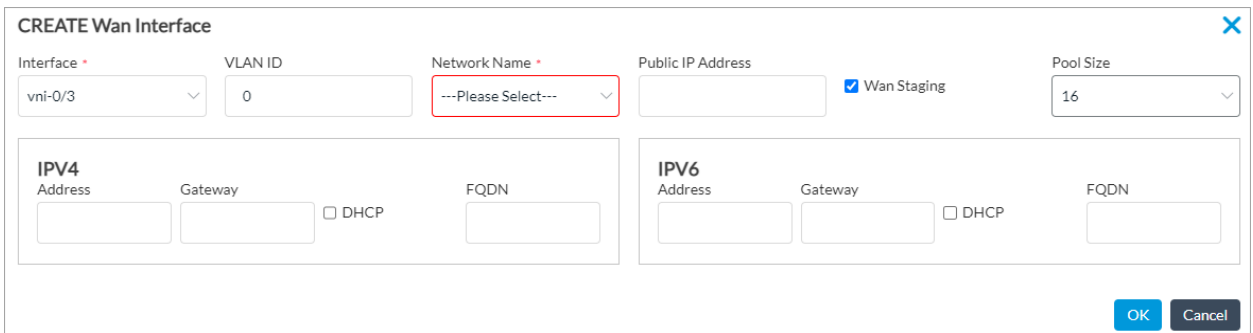 CREATE Wan Interface
Interface * VLAN ID Network Name * Public IP Address Pool Size
vni-0/3 0 ---Please Select--- Wan Staging 16
IPV4 IPV6
Address Gateway FQDN Address Gateway FQDN
DHCP DHCP
OK Cancel